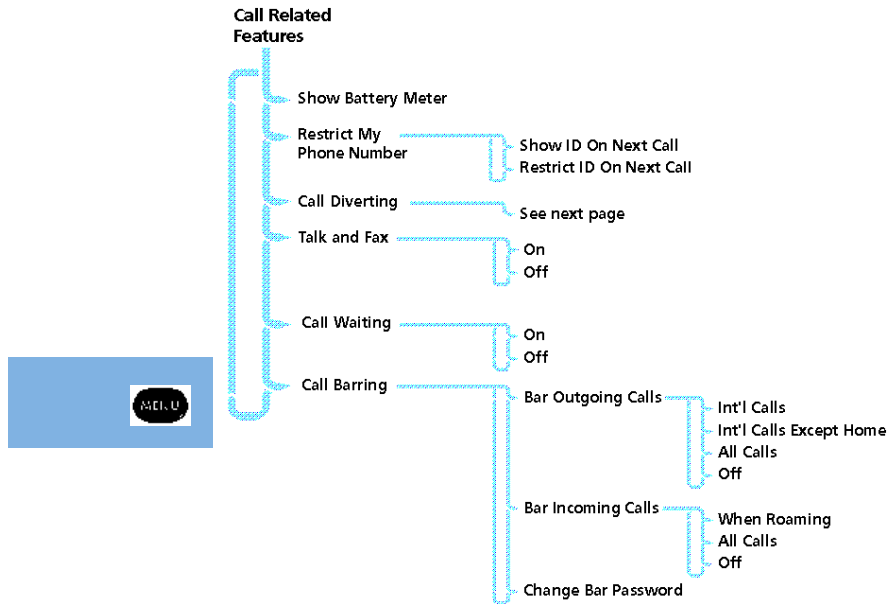 Call Related
Features
Show Battery Meter
Restrict My
Phone Number
Show ID On Next Call
Restrict ID On Next Call
Call Diverting
See next page
Talk and Fax
On
Off
Call Waiting
On
Off
MENU
Call Barring
Bar Outgoing Calls
Int'l Calls
Int'l Calls Except Home
All Calls
Off
Bar Incoming Calls
When Roaming
All Calls
Off
Change Bar Password